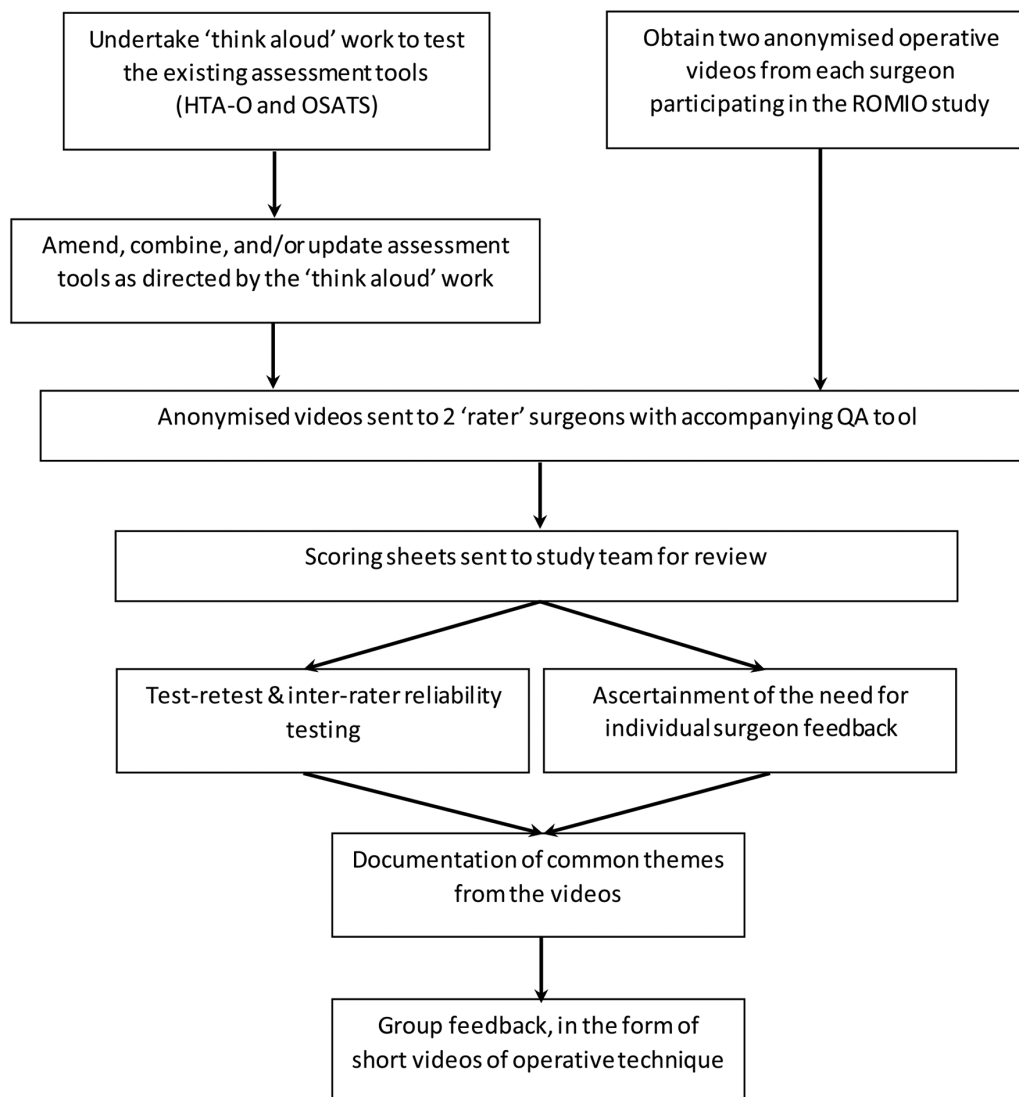 Undertake ‘think aloud’ work to test
the existing assessment tools
(HTA-O and OSATS)
Obtain two anonymised operative
videos from each surgeon
participating in the ROMIO study
Amend, combine, and/or update assessment
tools as directed by the ‘think aloud’ work
Anonymised videos sent to 2 ‘rater’ surgeons with accompanying QA tool
Scoring sheets sent to study team for review
Test-retest & inter-rater reliability
testing
Ascertainment of the need for
individual surgeon feedback
Documentation of common themes
from the videos
Group feedback, in the form of
short videos of operative technique